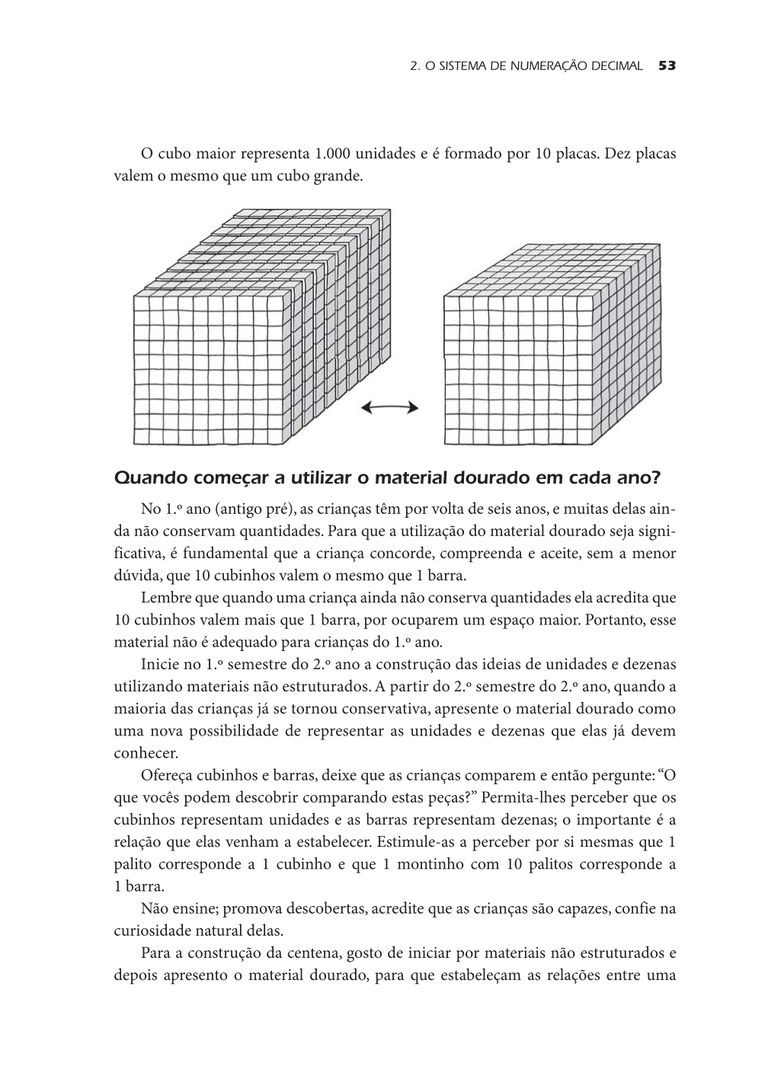 2. O SISTEMA DE NUMERAÇÃO DECIMAL 53
O cubo maior representa 1.000 unidades e é formado por 10 placas. Dez placas
valem o mesmo que um cubo grande.
Quando começar a utilizar o material dourado em cada ano?
No 1.º ano (antigo pré), as crianças têm por volta de seis anos, e muitas delas ain-
da não conservam quantidades. Para que a utilização do material dourado seja signi-
ficativa, é fundamental que a criança concorde, compreenda e aceite, sem a menor
dúvida, que 10 cubinhos valem o mesmo que 1 barra.
Lembre que quando uma criança ainda não conserva quantidades ela acredita que
10 cubinhos valem mais que 1 barra, por ocuparem um espaço maior. Portanto, esse
material não é adequado para crianças do 1.º ano.
Inicie no 1.º semestre do 2.º ano a construção das ideias de unidades e dezenas
utilizando materiais não estruturados. A partir do 2.º semestre do 2.º ano, quando a
maioria das crianças já se tornou conservativa, apresente o material dourado como
uma nova possibilidade de representar as unidades e dezenas que elas já devem
conhecer.
Ofereça cubinhos e barras, deixe que as crianças comparem e então pergunte: “O
que vocês podem descobrir comparando estas peças?” Permita-lhes perceber que os
cubinhos representam unidades e as barras representam dezenas; o importante é a
relação que elas venham a estabelecer. Estimule-as a perceber por si mesmas que 1
palito corresponde a 1 cubinho e que 1 montinho com 10 palitos corresponde a
1 barra.
Não ensine; promova descobertas, acredite que as crianças são capazes, confie na
curiosidade natural delas.
Para a construção da centena, gosto de iniciar por materiais não estruturados e
depois apresento o material dourado, para que estabeleçam as relações entre uma